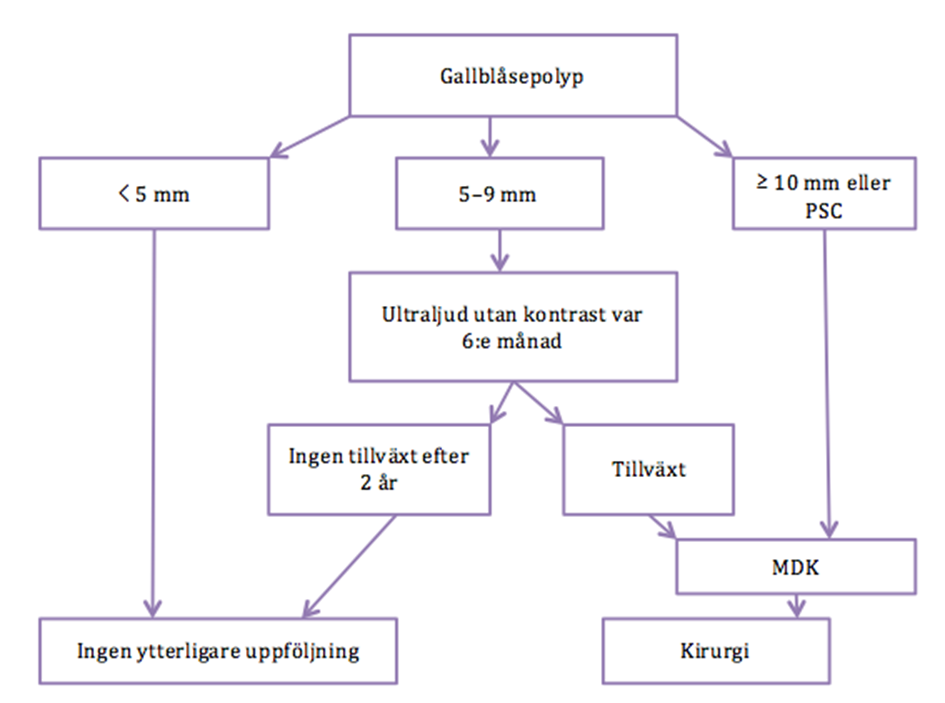 Gallblåsepolyp
< 5 mm
5–9 mm
≥ 10 mm eller
PSC
Ultraljud utan kontrast var
6:e månad
Ingen tillväxt efter
2 år
Tillväxt
MDK
Ingen ytterligare uppföljning
Kirurgi